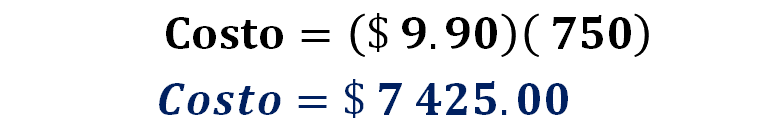 Costo = ($ 9.90)( 750)
Costo = $ 7 425.00